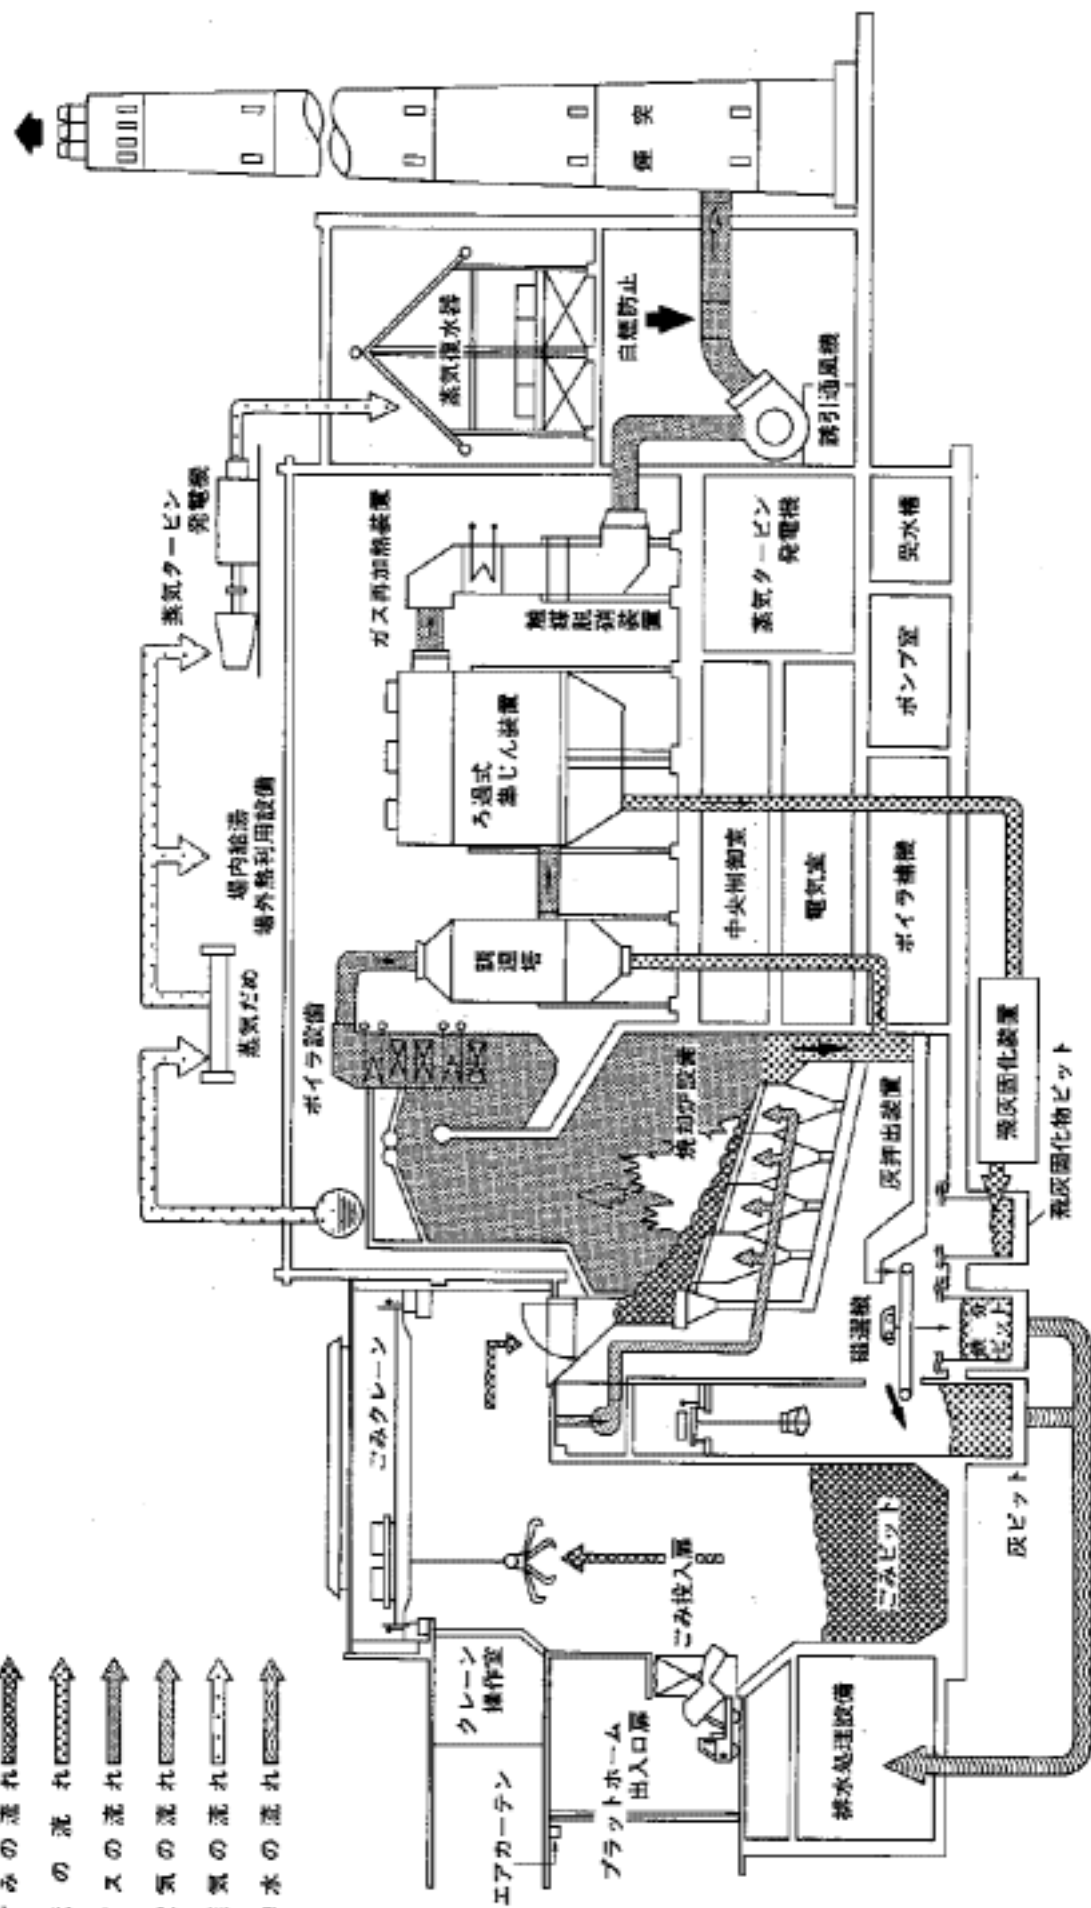 みの流れ
の流れ
スの流れ
気の流れ
気の流れ
水の流れ
蒸気タービン
発電機
場内給湯
場外熱利用設備
蒸気だめ
ボイラ設備
ガス再加熱装置
蒸気復水器
煙突
白煙防止
誘引通風機
触媒脱硝装置
ろ過式
集じん装置
調温塔
蒸気タービン
発電機
受水槽
ポンプ室
中央制御室
電気室
ボイラ補機
焼却炉設備
灰押出装置
飛灰固化装置
飛灰固化物ピット
磁選機
ごみクレーン
クレーン
操作室
エアカーテン
プラットホーム
出入口扉
ごみ投入扉
ごみピット
灰ピット
排水処理設備